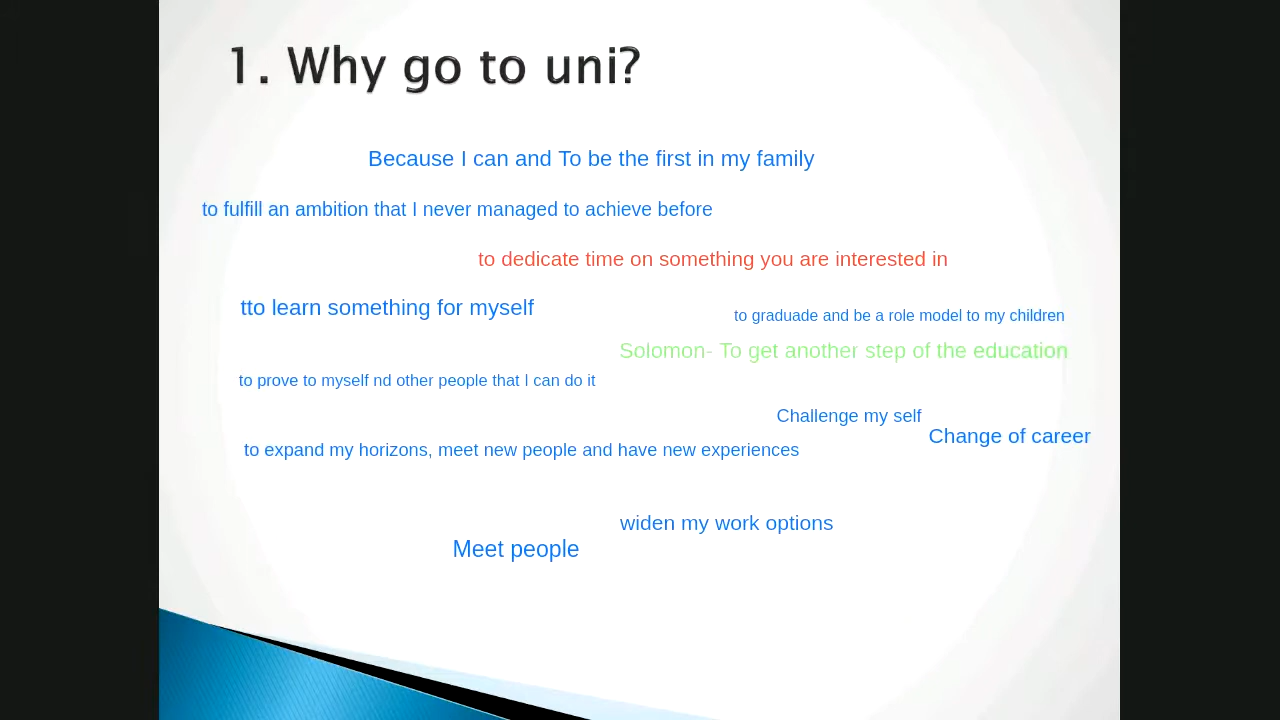 1. Why go to uni?
Because I can and To be the first in my family
to fulfill an ambition that I never managed to achieve before
to dedicate time on something you are interested in
tto learn something for myself
to graduade and be a role model to my children
Solomon- To get another step of the education
to prove to myself nd other people that I can do it
Challenge my self
Change of career
to expand my horizons, meet new people and have new experiences
widen my work options
Meet people